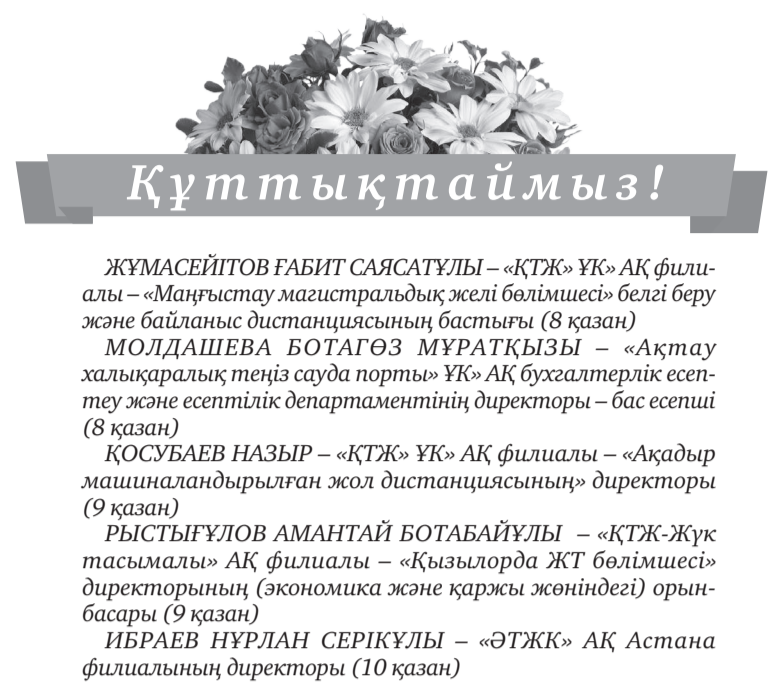 Құттықтаймыз!
ЖҰМАСЕЙІТОВ ҒАБИТ САЯСАТҰЛЫ – «ҚТЖ» ҰК» АҚ фили-
алы – «Маңғыстау магистральдық желі бөлімшесі» белгі беру
және байланыс дистанциясының бастығы (8 қазан)
МОЛДАШЕВА БОТАГӨЗ МҰРАТҚЫЗЫ – «Ақтау
халықаралық теңіз сауда порты» ҰК» АҚ бухгалтерлік есеп-
теу және есептілік департаментінің директоры – бас есепші
(8 қазан)
ҚОСУБАЕВ НАЗЫР – «ҚТЖ» ҰК» АҚ филиалы – «Ақадыр
машиналандырылған жол дистанциясының» директоры
(9 қазан)
РЫСТЫҒҰЛОВ АМАНТАЙ БОТАБАЙҰЛЫ – «ҚТЖ-Жүк
тасымалы» АҚ филиалы – «Қызылорда ЖТ бөлімшесі»
директорының (экономика және қаржы жөніндегі) орын-
басары (9 қазан)
ИБРАЕВ НҰРЛАН СЕРІКҰЛЫ – «ӘТЖК» АҚ Астана
филиалының директоры (10 қазан)